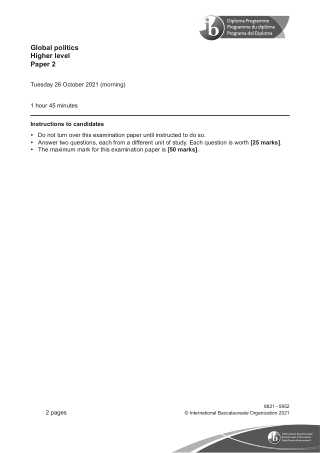 Diploma Programme
Programme du diplôme
Programa del Diploma
Global politics
Higher level
Paper 2
Tuesday 26 October 2021 (morning)
1 hour 45 minutes
Instructions to candidates
• Do not turn over this examination paper until instructed to do so.
• Answer two questions, each from a different unit of study. Each question is worth [25 marks].
• The maximum mark for this examination paper is [50 marks].
2 pages
© International Baccalaureate Organization 2021